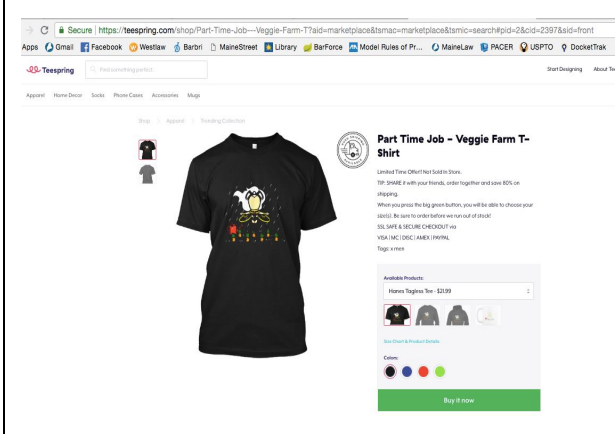 Secure | https://teespring.com/shop/Part-Time-Job---Veggie-Farm-T?aid=marketplace&tsmac=marketplace&tsmic=search#pid=2&cid=2397&sid=front
Apps Gmail Facebook Westlaw Barbri MaineStreet Library BarForce Model Rules of Pr... MaineLaw PACER USPTO DocketTrak
Teespring Find something perfect... Start Designing About Tee
Apparel Home Decor Socks Phone Cases Accessories Mugs
Shop Apparel Trending Collection
Part Time Job – Veggie Farm T-
Shirt
Limited Time Offer!! Not Sold In Store.
TIP: SHARE it with your friends, order together and save 80% on
shipping.
When you press the big green button, you will be able to choose your
size(s). Be sure to order before we run out of stock!
SSL SAFE & SECURE CHECKOUT via
VISA | MC | DISC | AMEX | PAYPAL
Tags: x men
Available Products:
Hanes Tagless Tee - $21.99
Size Chart & Product Details
Colors:
Buy it now